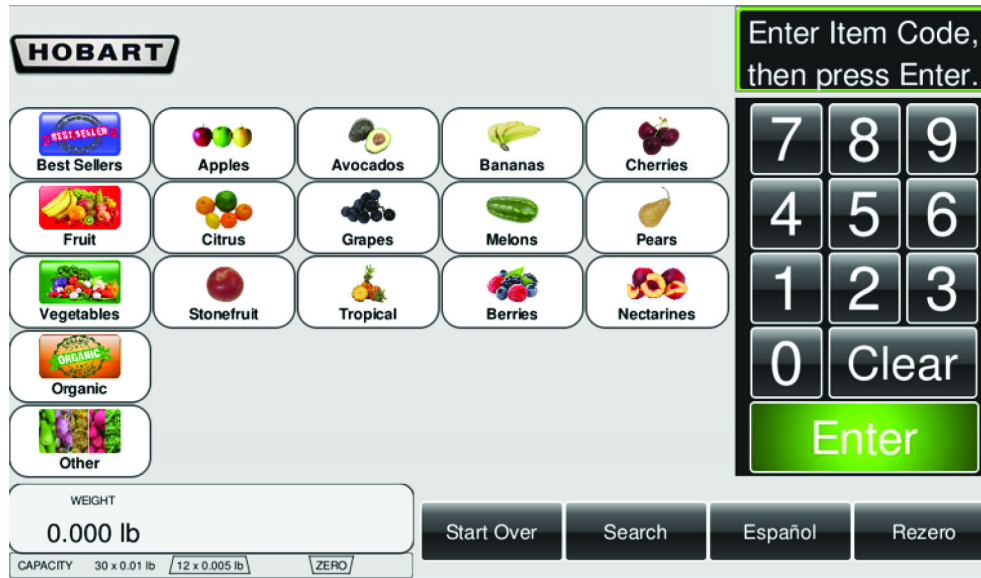 HOBART
Enter Item Code,
then press Enter.
BEST SELLER
Best Sellers
Apples
Avocados
Bananas
Cherries
Fruit
Citrus
Grapes
Melons
Pears
Vegetables
Stonefruit
Tropical
Berries
Nectarines
ORGANIC
Organic
Other
7 8 9
4 5 6
1 2 3
0 Clear
Enter
WEIGHT
0.000 lb
CAPACITY 30 x 0.01 lb 12 x 0.005 lb ZERO
Start Over Search Español Rezero